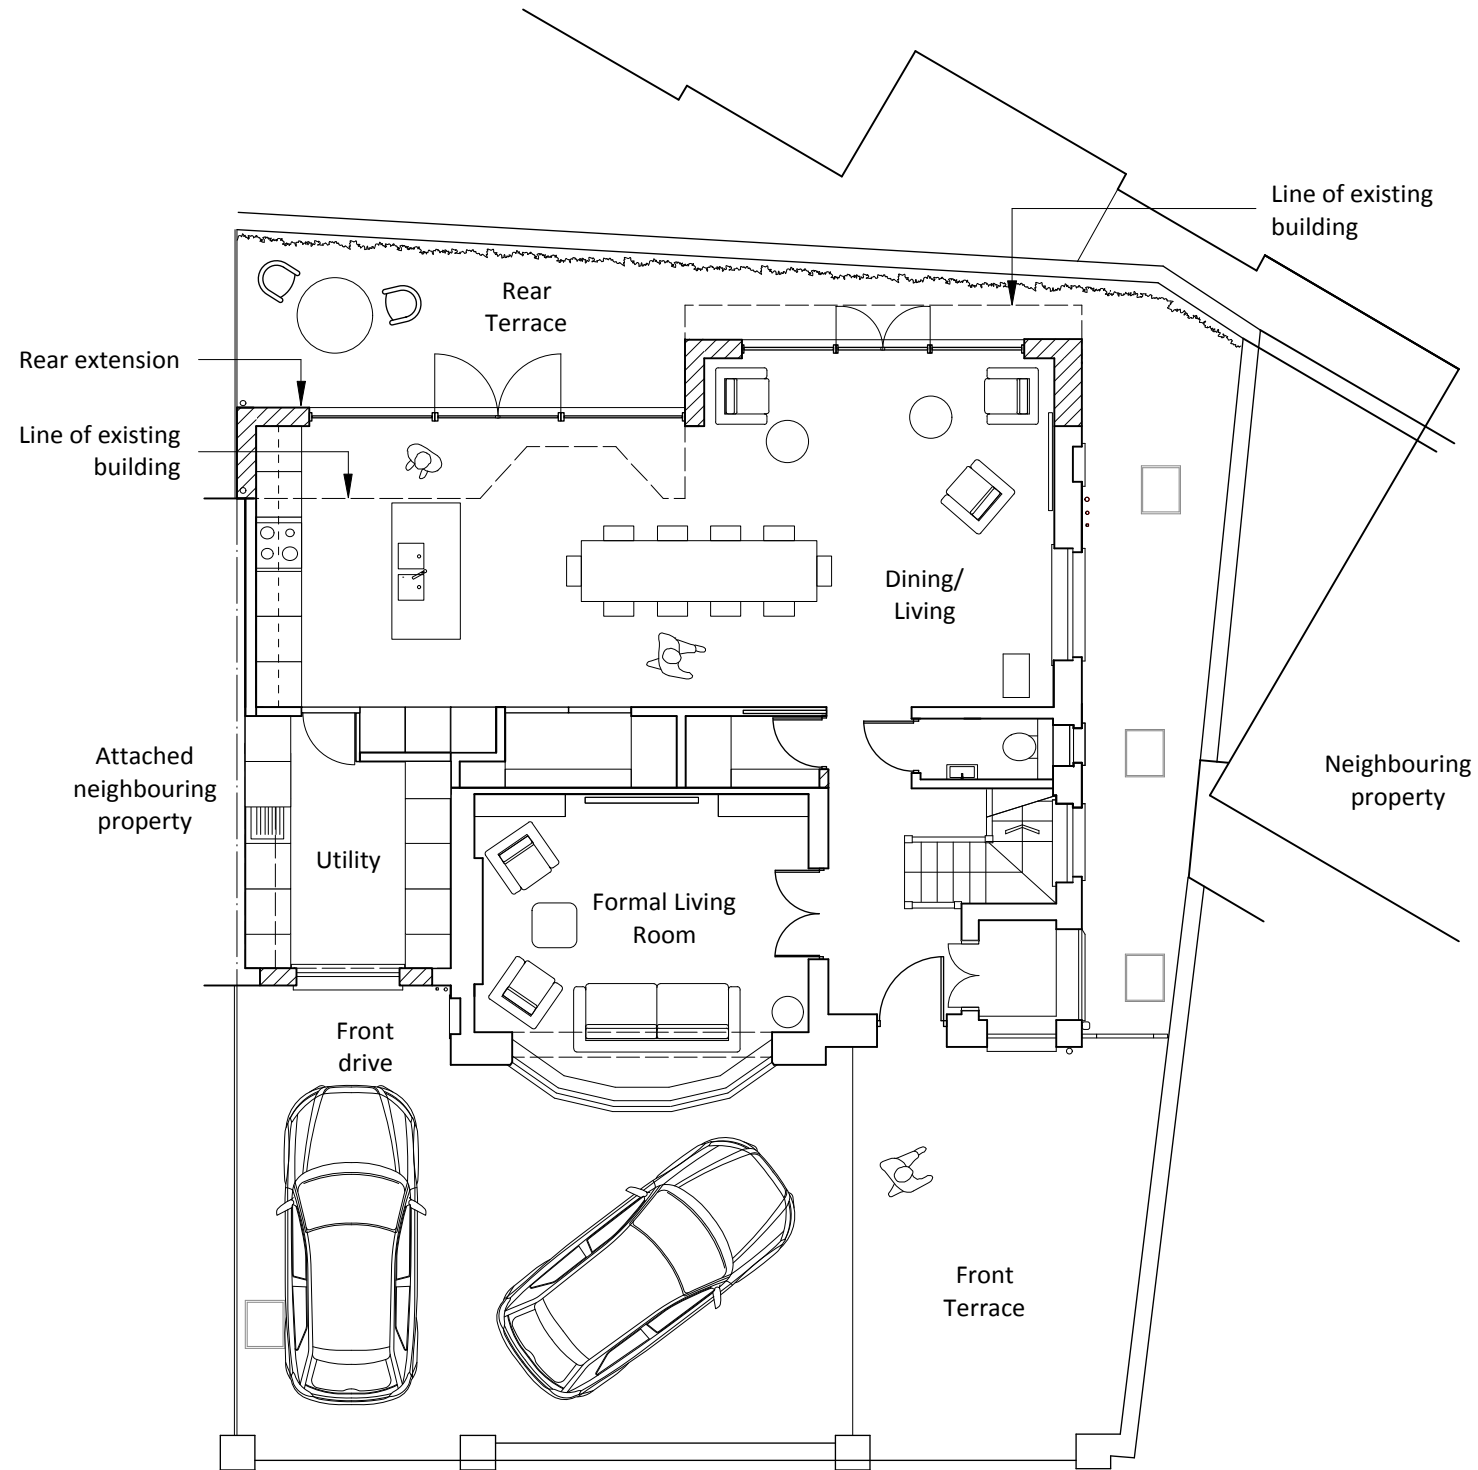 Line of existing
building
Rear
Terrace
Rear extension
Line of existing
building
Dining/
Living
Attached
neighbouring
property
Neighbouring
property
Utility
Formal Living
Room
Front
drive
Front
Terrace